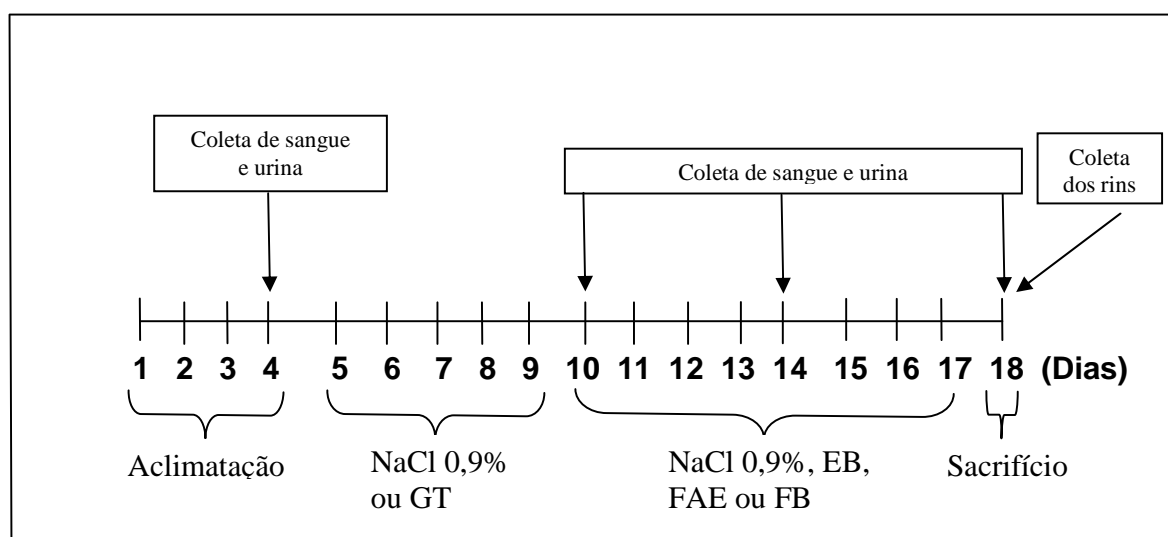 Coleta de sangue
e urina
Coleta de sangue e urina
Coleta
dos rins
1 2 3 4 5 6 7 8 9 10 11 12 13 14 15 16 17 18 (Dias)
Aclimatação
NaCl 0,9%
ou GT
NaCl 0,9%, EB,
FAE ou FB
Sacrifício